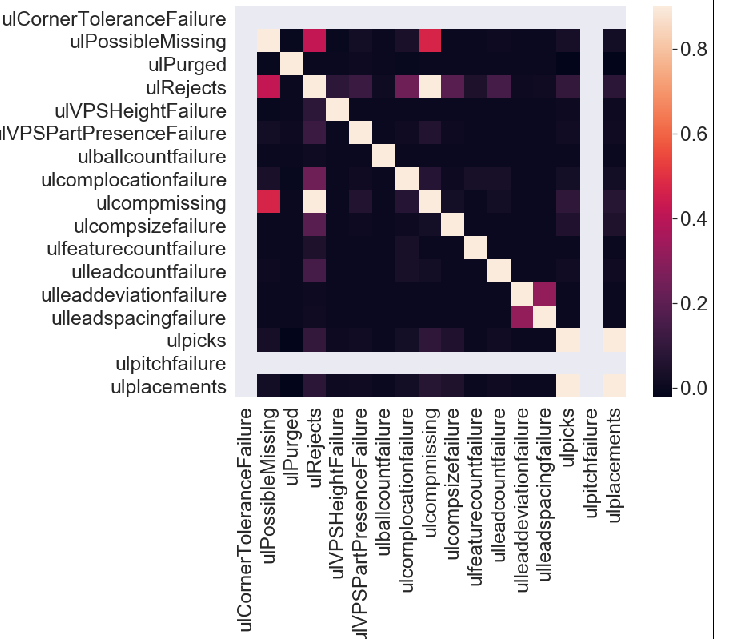 ulCornerToleranceFailure
ulPossibleMissing
ulPurged
ulRejects
ulVPSHeightFailure
ulVPSPartPresenceFailure
ulballcountfailure
ulcomplocationfailure
ulcompmissing
ulcompsizefailure
ulfeaturecountfailure
ulleadcountfailure
ulleaddeviationfailure
ulleadspacingfailure
ulpicks
ulpitchfailure
ulplacements
0.8
0.6
0.4
0.2
0.0
ulCornerToleranceFailure
ulPossibleMissing
ulPurged
ulRejects
ulVPSHeightFailure
ulVPSPartPresenceFailure
ulballcountfailure
ulcomplocationfailure
ulcompmissing
ulcompsizefailure
ulfeaturecountfailure
ulleadcountfailure
ulleaddeviationfailure
ulleadspacingfailure
ulpicks
ulpitchfailure
ulplacements